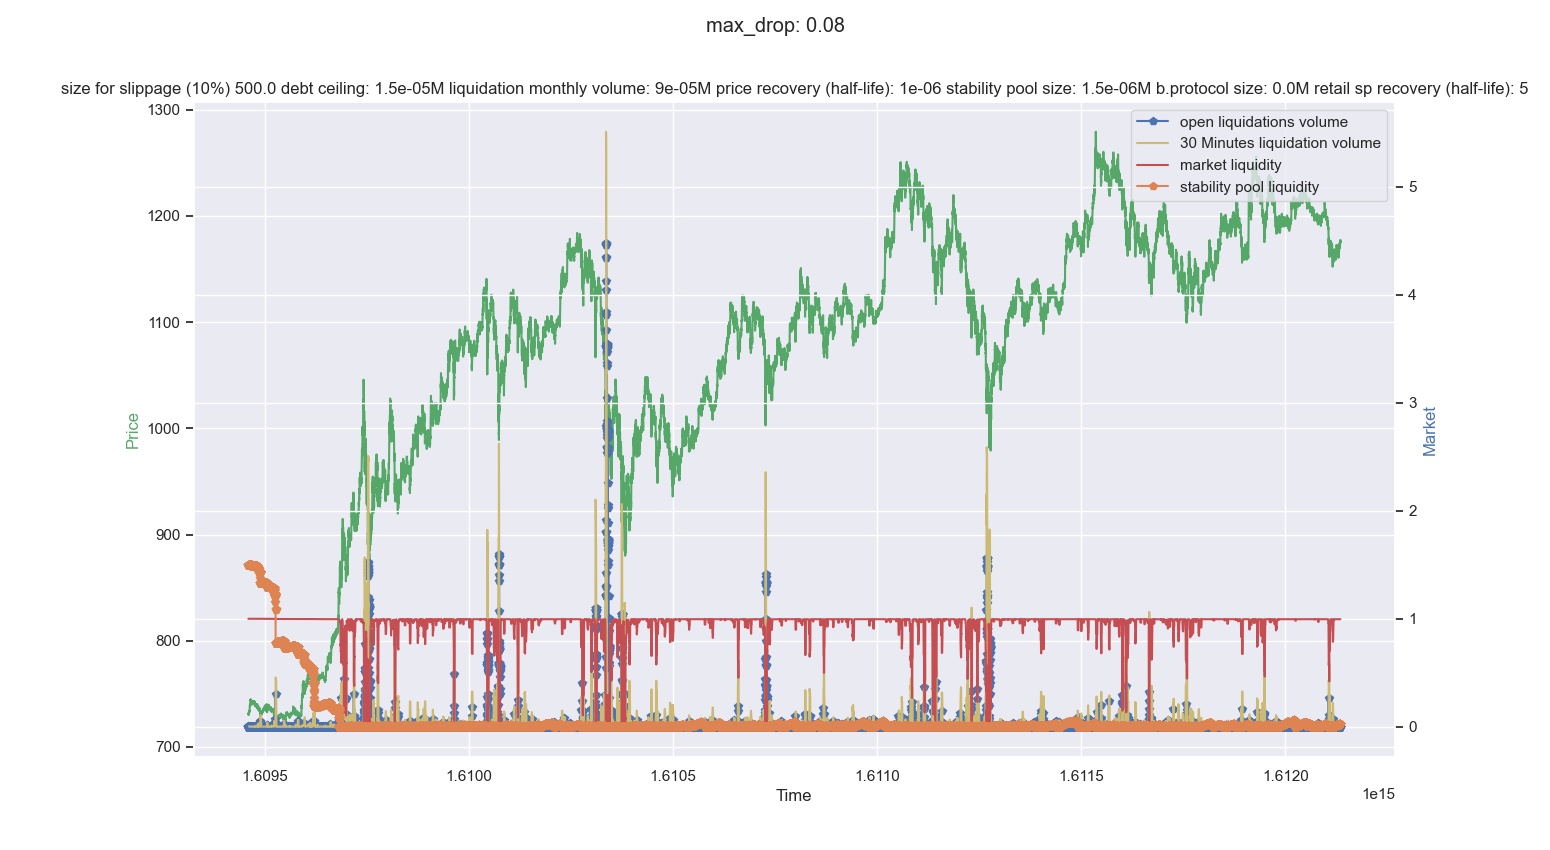 max_drop: 0.08
size for slippage (10%) 500.0 debt ceiling: 1.5e-05M liquidation monthly volume: 9e-05M price recovery (half-life): 1e-06 stability pool size: 1.5e-06M b.protocol size: 0.0M retail sp recovery (half-life): 5
open liquidations volume
30 Minutes liquidation volume
market liquidity
stability pool liquidity
1300
1200
1100
1000
900
800
700
Price
5
4
3
2
1
0
Market
1.6095 1.6100 1.6105 1.6110 1.6115 1.6120
1e15
Time